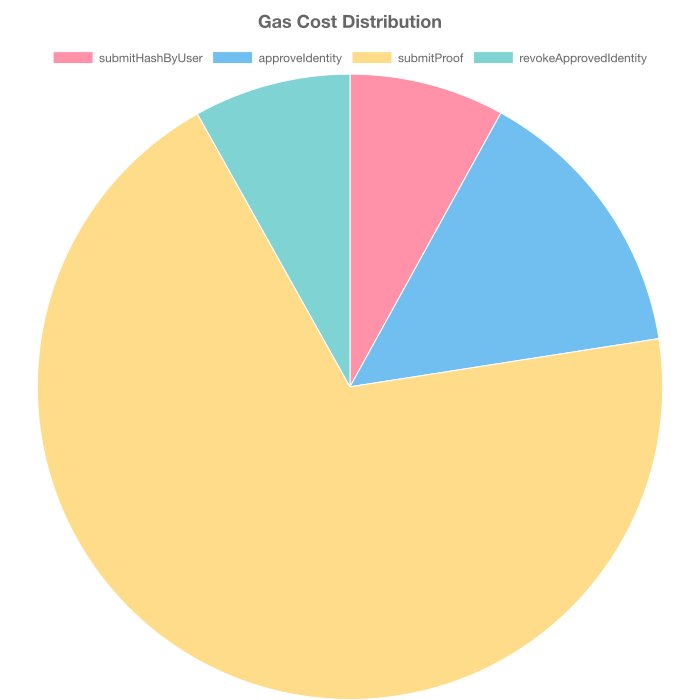 Gas Cost Distribution
submitHashByUser approveIdentity submitProof revokeApprovedIdentity